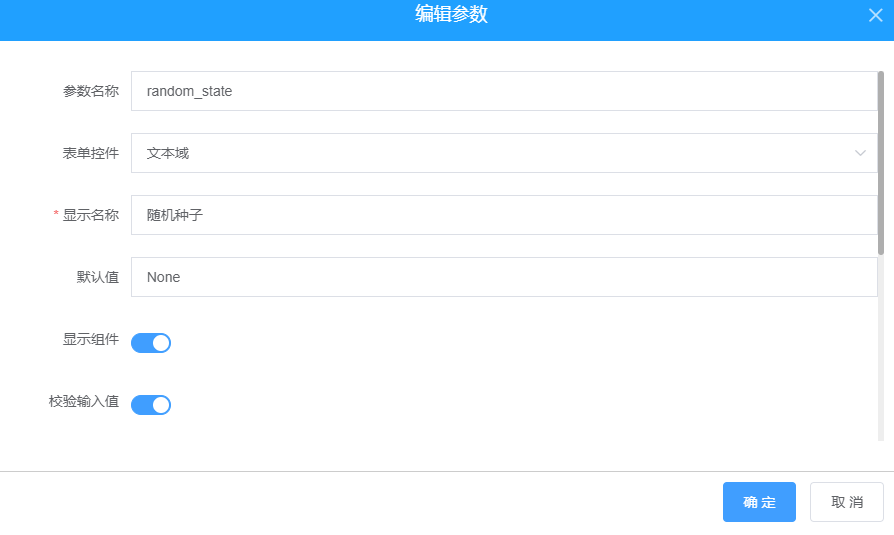 编辑参数
参数名称 random_state
表单控件 文本域
* 显示名称 随机种子
默认值 None
显示组件
校验输入值
确定 取消